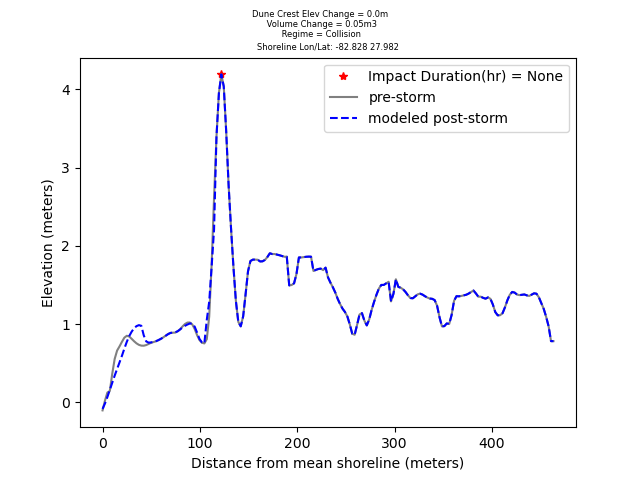 Dune Crest Elev Change = 0.0m
Volume Change = 0.05m3
Regime = Collision
Shoreline Lon/Lat: -82.828 27.982
Impact Duration(hr) = None
pre-storm
modeled post-storm
4
3
2
1
0
Elevation (meters)
0 100 200 300 400
Distance from mean shoreline (meters)